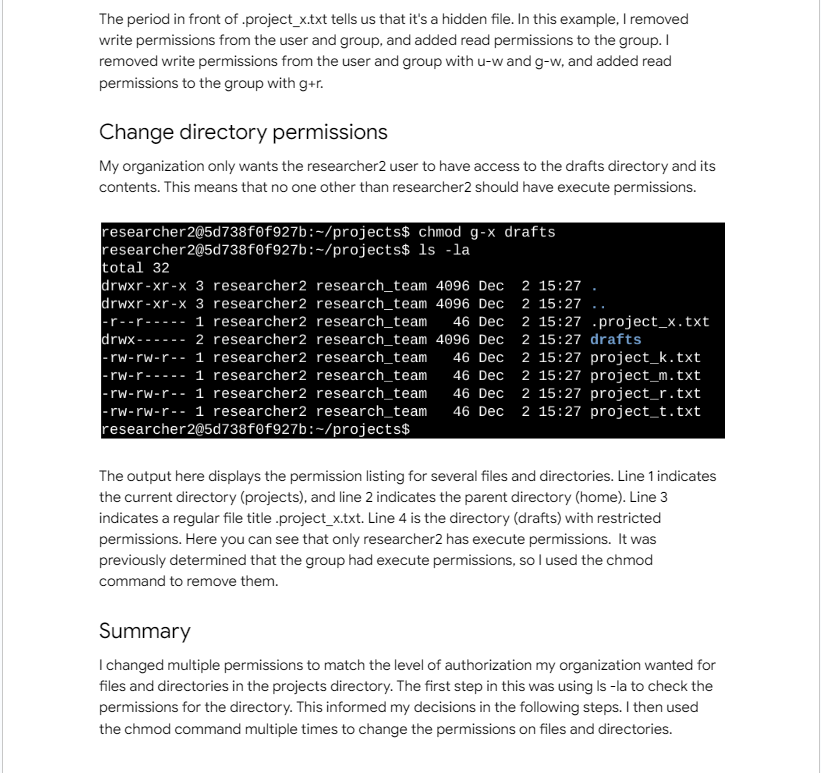 The period in front of .project_x.txt tells us that it's a hidden file. In this example, I removed
write permissions from the user and group, and added read permissions to the group. I
removed write permissions from the user and group with u-w and g-w, and added read
permissions to the group with g+r.
Change directory permissions
My organization only wants the researcher2 user to have access to the drafts directory and its
contents. This means that no one other than researcher2 should have execute permissions.
researcher2@5d738f0f927b:~/projects$ chmod g-x drafts
researcher2@5d738f0f927b:~/projects$ ls -la
total 32
drwxr-xr-x 3 researcher2 research_team 4096 Dec  2 15:27 .
drwxr-xr-x 3 researcher2 research_team 4096 Dec  2 15:27 ..
-r--r----- 1 researcher2 research_team   46 Dec  2 15:27 .project_x.txt
drwx------ 2 researcher2 research_team 4096 Dec  2 15:27 drafts
-rw-rw-r-- 1 researcher2 research_team   46 Dec  2 15:27 project_k.txt
-rw-r----- 1 researcher2 research_team   46 Dec  2 15:27 project_m.txt
-rw-rw-r-- 1 researcher2 research_team   46 Dec  2 15:27 project_r.txt
-rw-rw-r-- 1 researcher2 research_team   46 Dec  2 15:27 project_t.txt
researcher2@5d738f0f927b:~/projects$
The output here displays the permission listing for several files and directories. Line 1 indicates
the current directory (projects), and line 2 indicates the parent directory (home). Line 3
indicates a regular file title .project_x.txt. Line 4 is the directory (drafts) with restricted
permissions. Here you can see that only researcher2 has execute permissions.  It was
previously determined that the group had execute permissions, so I used the chmod
command to remove them.
Summary
I changed multiple permissions to match the level of authorization my organization wanted for
files and directories in the projects directory. The first step in this was using ls -la to check the
permissions for the directory. This informed my decisions in the following steps. I then used
the chmod command multiple times to change the permissions on files and directories.